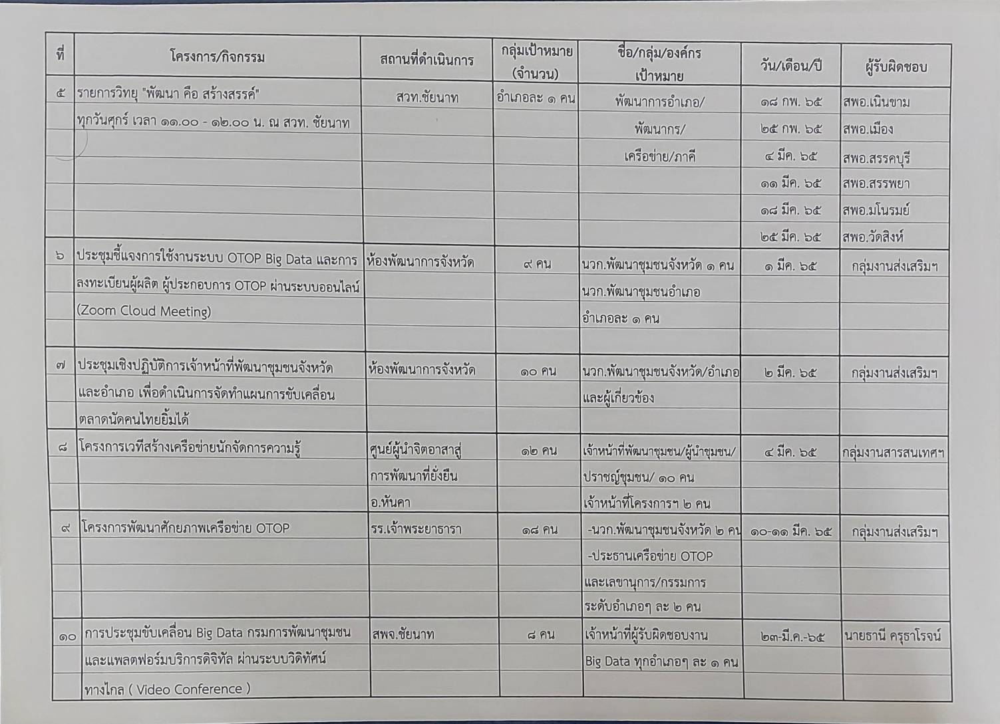 ที่ โครงการ/กิจกรรม สถานที่ดำเนินการ กลุ่มเป้าหมาย (จำนวน) ชื่อ/กลุ่ม/องค์กร เป้าหมาย วัน/เดือน/ปี ผู้รับผิดชอบ
๕ รายการวิทยุ "พัฒนา คือ สร้างสรรค์" สวท.ชัยนาท อำเภอละ ๑ คน พัฒนาการอำเภอ/ ๑๘ กพ. ๖๕ สพอ.เนินขาม
ทุกวันศุกร์ เวลา ๑๑.๐๐ - ๑๒.๐๐ น. ณ สวท. ชัยนาท พัฒนากร/ ๒๕ กพ. ๖๕ สพอ.เมือง
เครือข่าย/ภาคี ๔ มีค. ๖๕ สพอ.สรรคบุรี
๑๑ มีค. ๖๕ สพอ.สรรพยา
๑๘ มีค. ๖๕ สพอ.มโนรมย์
๒๕ มีค. ๖๕ สพอ.วัดสิงห์
๖ ประชุมชี้แจงการใช้งานระบบ OTOP Big Data และการ ห้องพัฒนาการจังหวัด ๙ คน นวก.พัฒนาชุมชนจังหวัด ๑ คน ๑ มีค. ๖๕ กลุ่มงานส่งเสริมฯ
ลงทะเบียนผู้ผลิต ผู้ประกอบการ OTOP ผ่านระบบออนไลน์ นวก.พัฒนาชุมชนอำเภอ
(Zoom Cloud Meeting) อำเภอละ ๑ คน
๗ ประชุมเชิงปฏิบัติการเจ้าหน้าที่พัฒนาชุมชนจังหวัด ห้องพัฒนาการจังหวัด ๑๐ คน นวก.พัฒนาชุมชนจังหวัด/อำเภอ ๒ มีค. ๖๕ กลุ่มงานส่งเสริมฯ
และอำเภอ เพื่อดำเนินการจัดทำแผนการขับเคลื่อน และผู้เกี่ยวข้อง
ตลาดนัดคนไทยยิ้มได้
๘ โครงการเวทีสร้างเครือข่ายนักจัดการความรู้ ศูนย์ผู้นำจิตอาสาสู่ ๑๒ คน เจ้าหน้าที่พัฒนาชุมชน/ผู้นำชุมชน/ ๔ มีค. ๖๕ กลุ่มงานสารสนเทศฯ
การพัฒนาที่ยั่งยืน ปราชญ์ชุมชน/ ๑๐ คน
อ.หันคา เจ้าหน้าที่โครงการฯ ๒ คน
๙ โครงการพัฒนาศักยภาพเครือข่าย OTOP รร.เจ้าพระยาธารา ๑๘ คน -นวก.พัฒนาชุมชนจังหวัด ๒ คน ๑๐-๑๑ มีค. ๖๕ กลุ่มงานส่งเสริมฯ
-ประธานเครือข่าย OTOP
และเลขานุการ/กรรมการ
ระดับอำเภอๆ ละ ๒ คน
๑๐ การประชุมขับเคลื่อน Big Data กรมการพัฒนาชุมชน สพจ.ชัยนาท ๘ คน เจ้าหน้าที่ผู้รับผิดชอบงาน ๒๓-มี.ค.-๖๕ นายธานี ครุธาโรจน์
และแพลตฟอร์มบริการดิจิทัล ผ่านระบบวิดิทัศน์ Big Data ทุกอำเภอๆ ละ ๑ คน
ทางไกล ( Video Conference )